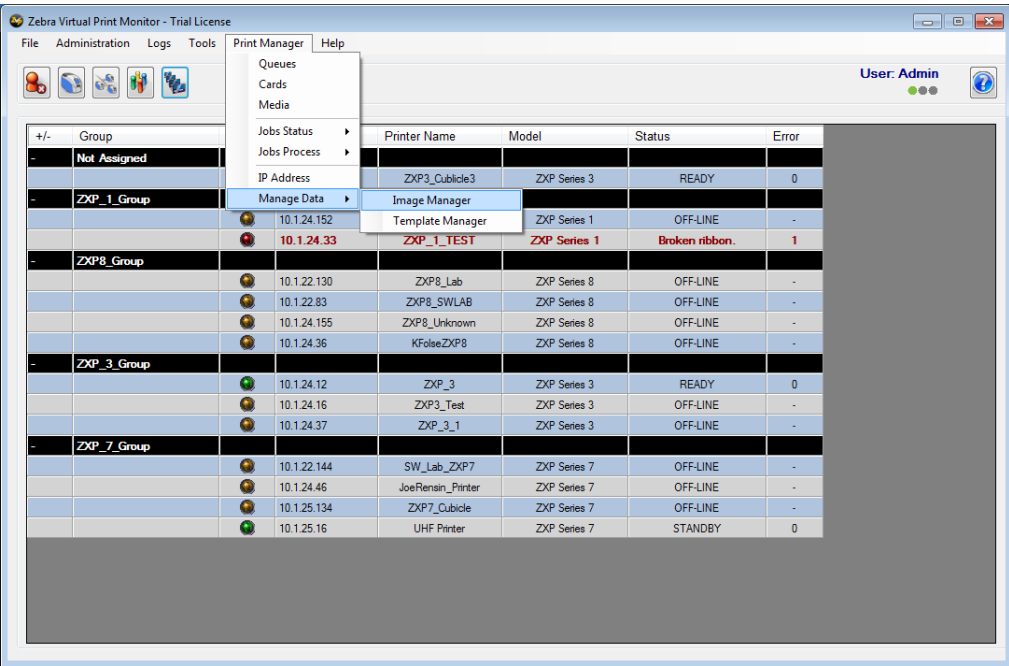 Zebra Virtual Print Monitor - Trial License
File Administration Logs Tools Print Manager Help
User: Admin
Queues
Cards
Media
Jobs Status
Jobs Process
IP Address
Manage Data
Image Manager
Template Manager
+/- Group Printer Name Model Status Error
- Not Assigned
ZXP3_Cublicle3 ZXP Series 3 READY 0
- ZXP_1_Group
10.1.24.152 ZXP Series 1 OFF-LINE -
10.1.24.33 ZXP_1_TEST ZXP Series 1 Broken ribbon. 1
- ZXP8_Group
10.1.22.130 ZXP8_Lab ZXP Series 8 OFF-LINE -
10.1.22.83 ZXP8_SWLAB ZXP Series 8 OFF-LINE -
10.1.24.155 ZXP8_Unknown ZXP Series 8 OFF-LINE -
10.1.24.36 KFolseZXP8 ZXP Series 8 OFF-LINE -
- ZXP_3_Group
10.1.24.12 ZXP_3 ZXP Series 3 READY 0
10.1.24.16 ZXP3_Test ZXP Series 3 OFF-LINE -
10.1.24.37 ZXP_3_1 ZXP Series 3 OFF-LINE -
- ZXP_7_Group
10.1.22.144 SW_Lab_ZXP7 ZXP Series 7 OFF-LINE -
10.1.24.46 JoeRensin_Printer ZXP Series 7 OFF-LINE -
10.1.25.134 ZXP7_Cubicle ZXP Series 7 OFF-LINE -
10.1.25.16 UHF Printer ZXP Series 7 STANDBY 0